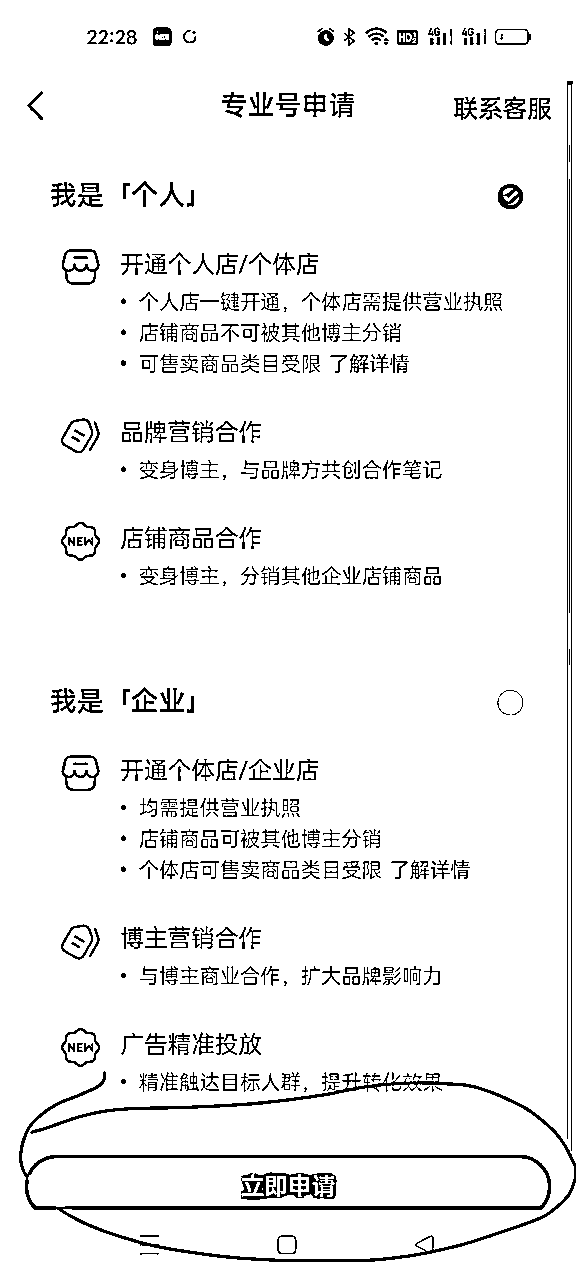 22:28
专业号申请
联系客服
我是「个人」
开通个人店/个体店
• 个人店一键开通，个体店需提供营业执照
• 店铺商品不可被其他博主分销
• 可售卖商品类目受限 了解详情
品牌营销合作
• 变身博主，与品牌方共创合作笔记
NEW 店铺商品合作
• 变身博主，分销其他企业店铺商品
我是「企业」
开通个体店/企业店
• 均需提供营业执照
• 店铺商品可被其他博主分销
• 个体店可售卖商品类目受限 了解详情
博主营销合作
• 与博主商业合作，扩大品牌影响力
NEW 广告精准投放
• 精准触达目标人群，提升转化效果
立即申请